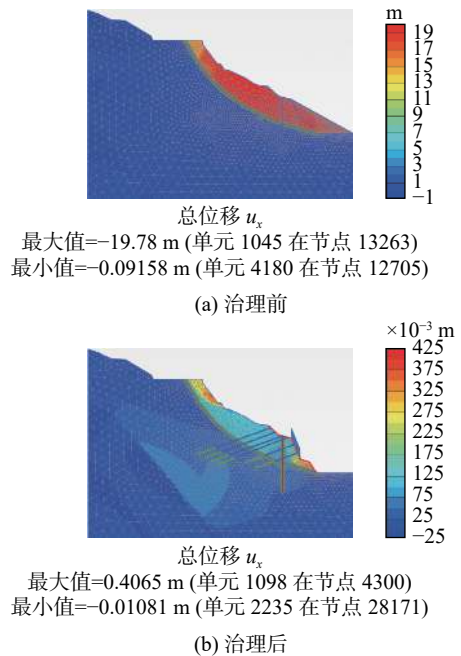 m
19
17
15
13
11
9
7
5
3
1
−1
总位移 uₓ
最大值=−19.78 m (单元 1045 在节点 13263)
最小值=−0.09158 m (单元 4180 在节点 12705)
(a) 治理前
×10⁻³ m
425
375
325
275
225
175
125
75
25
−25
总位移 uₓ
最大值=0.4065 m (单元 1098 在节点 4300)
最小值=−0.01081 m (单元 2235 在节点 28171)
(b) 治理后